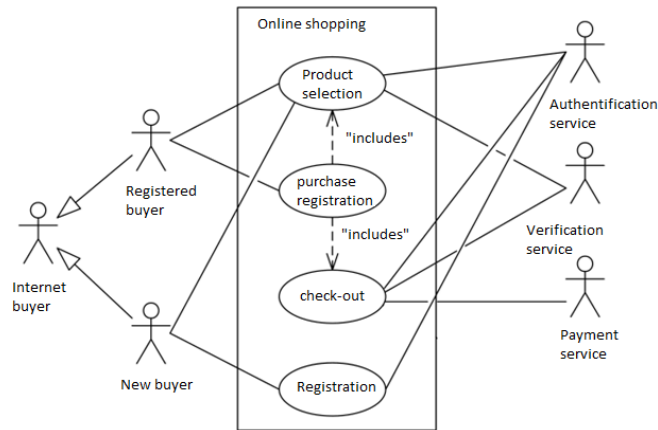 Online shopping
Product
selection
Authentification
service
"includes"
Registered
buyer
purchase
registration
Verification
service
"includes"
Internet
buyer
check-out
Payment
service
New buyer
Registration